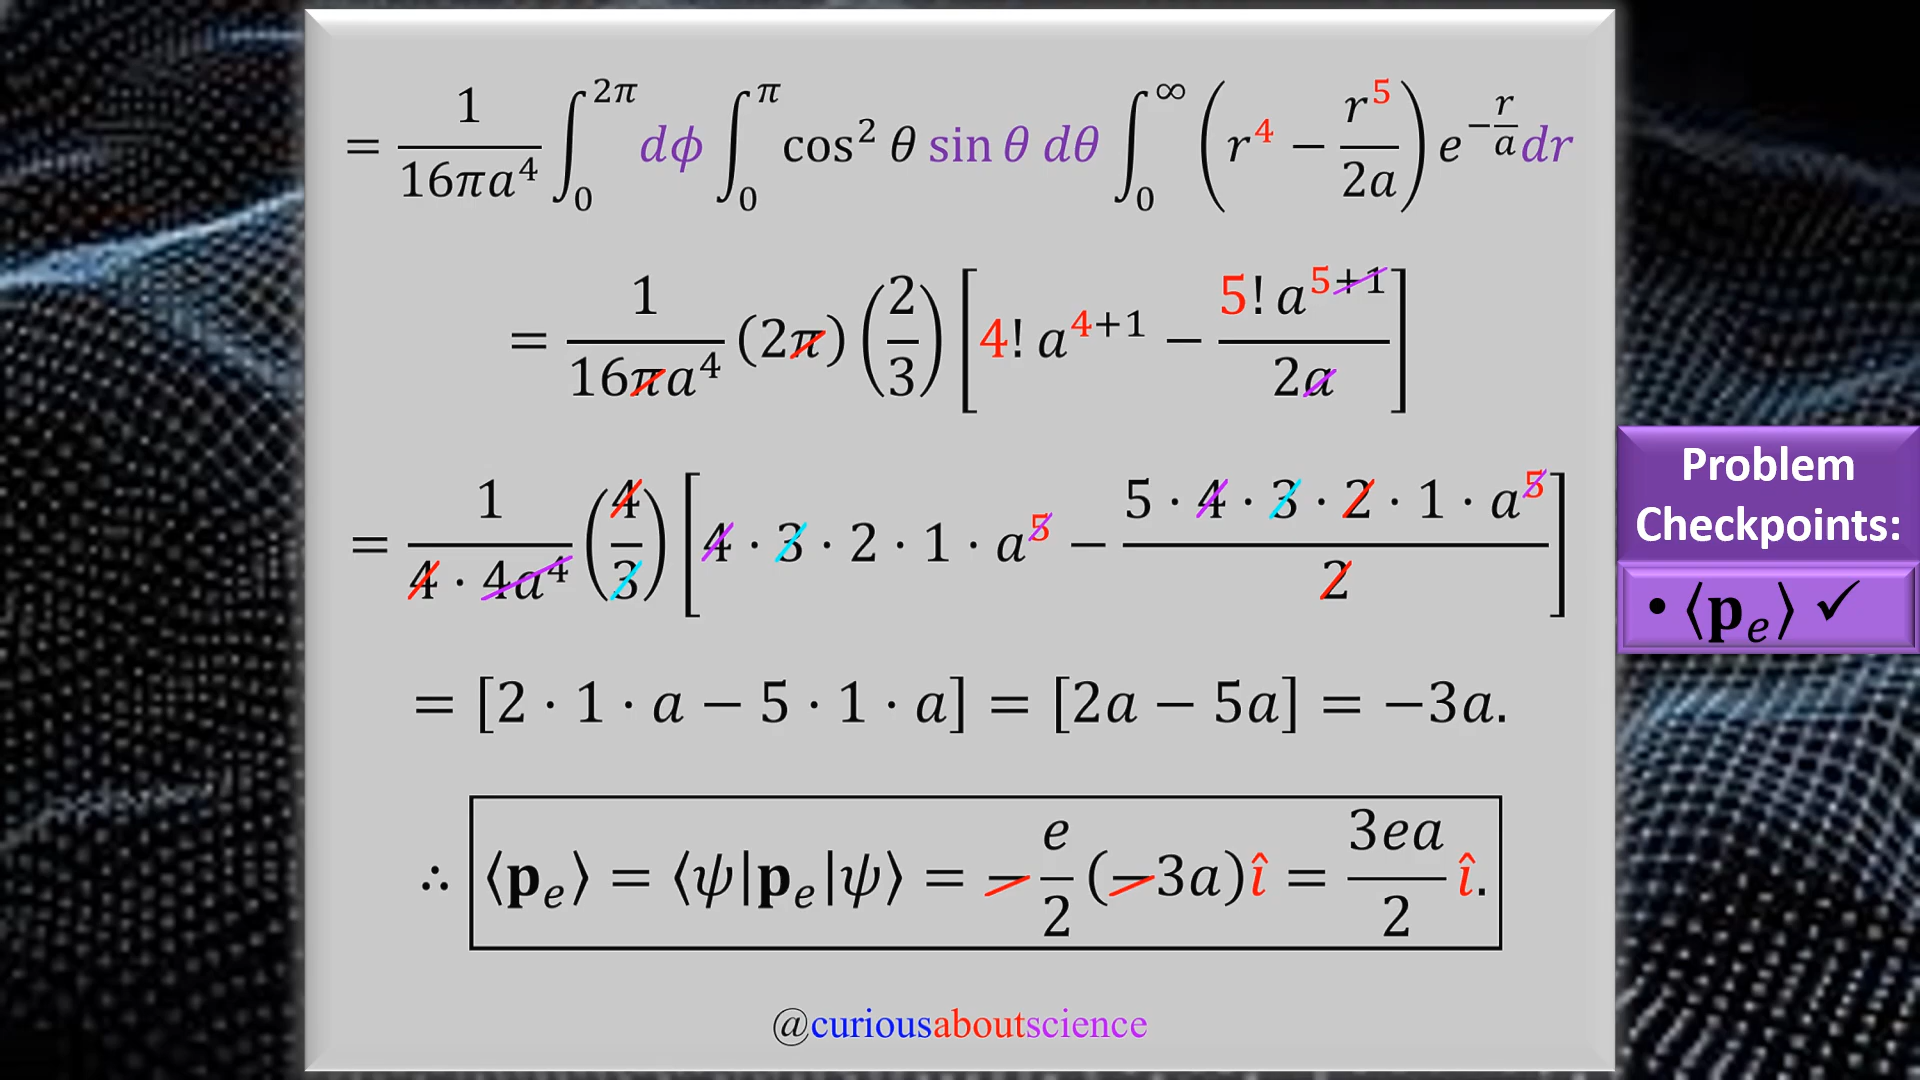 = 1/(16πa⁴) ∫₀^{2π} dϕ ∫₀^{π} cos² θ sin θ dθ ∫₀^{∞} (r⁴ − r⁵/(2a)) e^{−r/a} dr
= 1/(16πa⁴) (2π) (2/3) [4! a^{4+1} − 5! a^{5+1}/(2a)]
= 1/(4 · 4a⁴) (4/3) [4 · 3 · 2 · 1 · a⁵ − (5 · 4 · 3 · 2 · 1 · a⁵)/2]
= [2 · 1 · a − 5 · 1 · a] = [2a − 5a] = −3a.
∴ ⟨𝐩ₑ⟩ = ⟨ψ|𝐩ₑ|ψ⟩ = − e/2 (−3a)î = 3ea/2 î.
@curiousaboutscience
Problem
Checkpoints:
• ⟨𝐩ₑ⟩ ✓